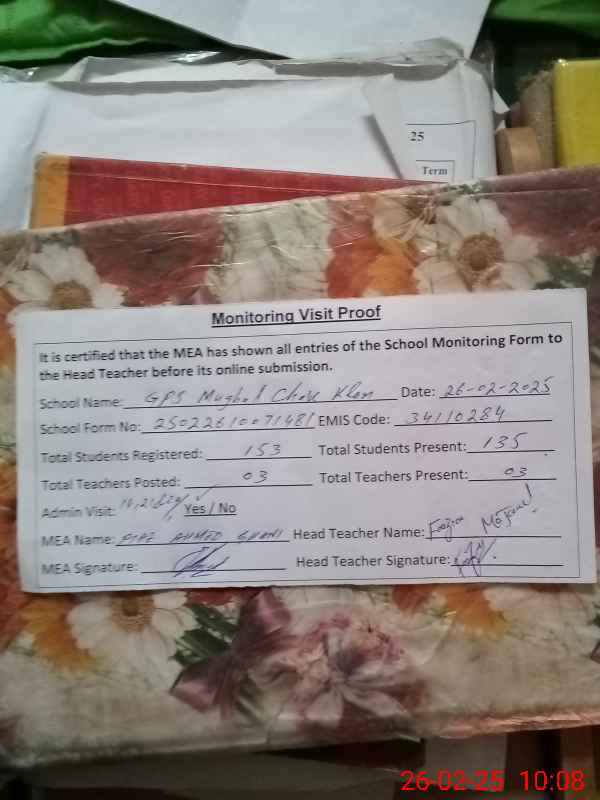 25
Term
Monitoring Visit Proof
It is certified that the MEA has shown all entries of the School Monitoring Form to
the Head Teacher before its online submission.
School Name: GPS Mughal Chak Klan Date: 26-02-2025
School Form No: EMIS Code: 34110284
Total Students Registered: 153 Total Students Present: 135
Total Teachers Posted: 03 Total Teachers Present: 03
Admin Visit: Yes / No
MEA Name: AHMED GHANI Head Teacher Name: Fouzia
MEA Signature: Head Teacher Signature:
26-02-25 10:08